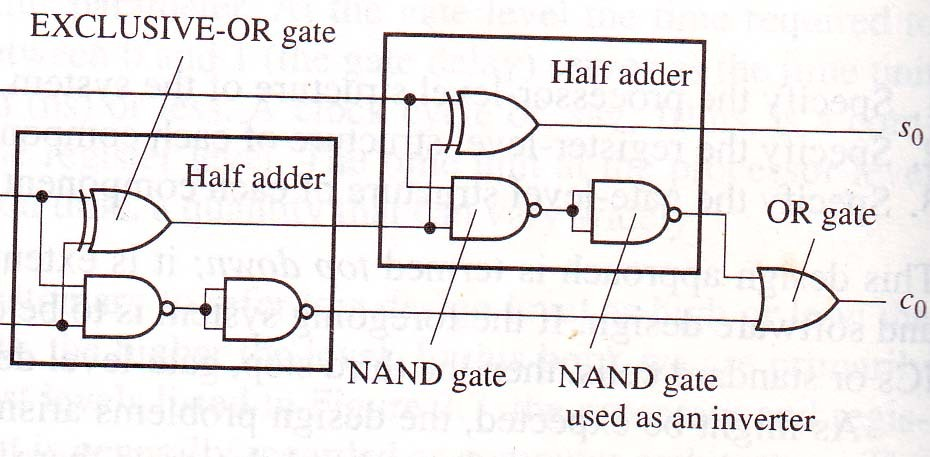 EXCLUSIVE-OR gate
Half adder
s0
Half adder
OR gate
c0
NAND gate
NAND gate
used as an inverter